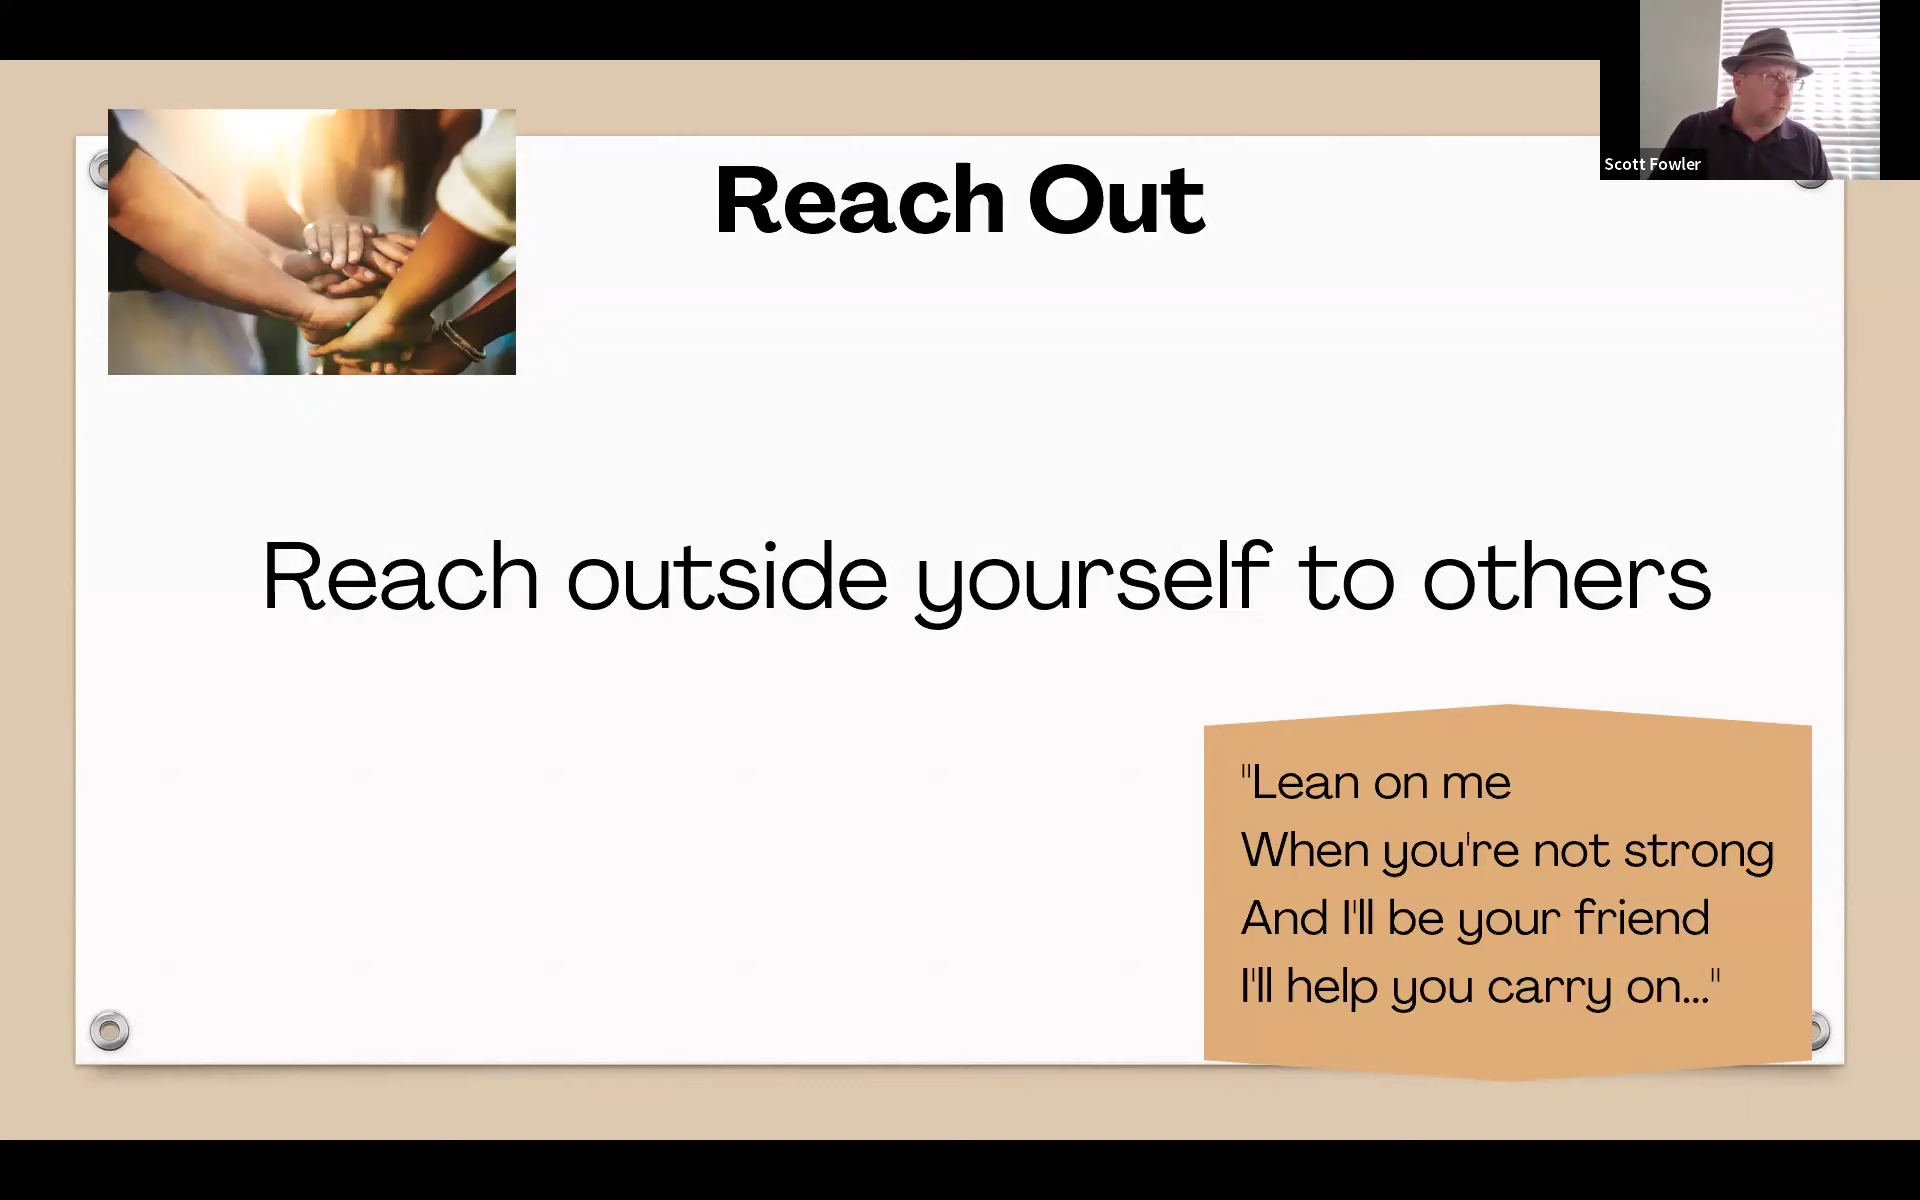 Reach Out
Scott Fowler
Reach outside yourself to others
"Lean on me
When you're not strong
And I'll be your friend
I'll help you carry on..."